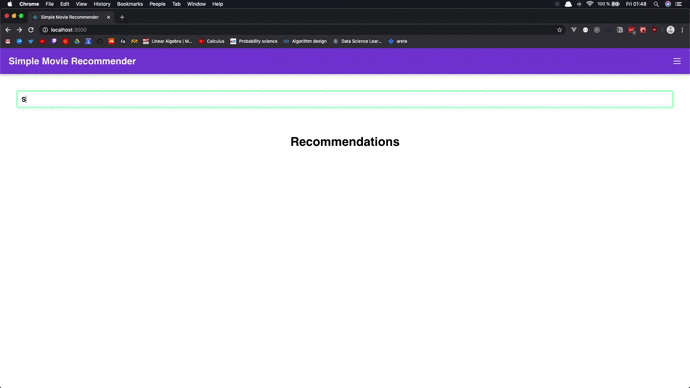 Chrome File Edit View History Bookmarks People Tab Window Help 100 % Fri 01:48
Simple Movie Recommender
localhost:3000
Linear Algebra | M... Calculus Probability science Algorithm design Data Science Lear... arete
Simple Movie Recommender
S
Recommendations